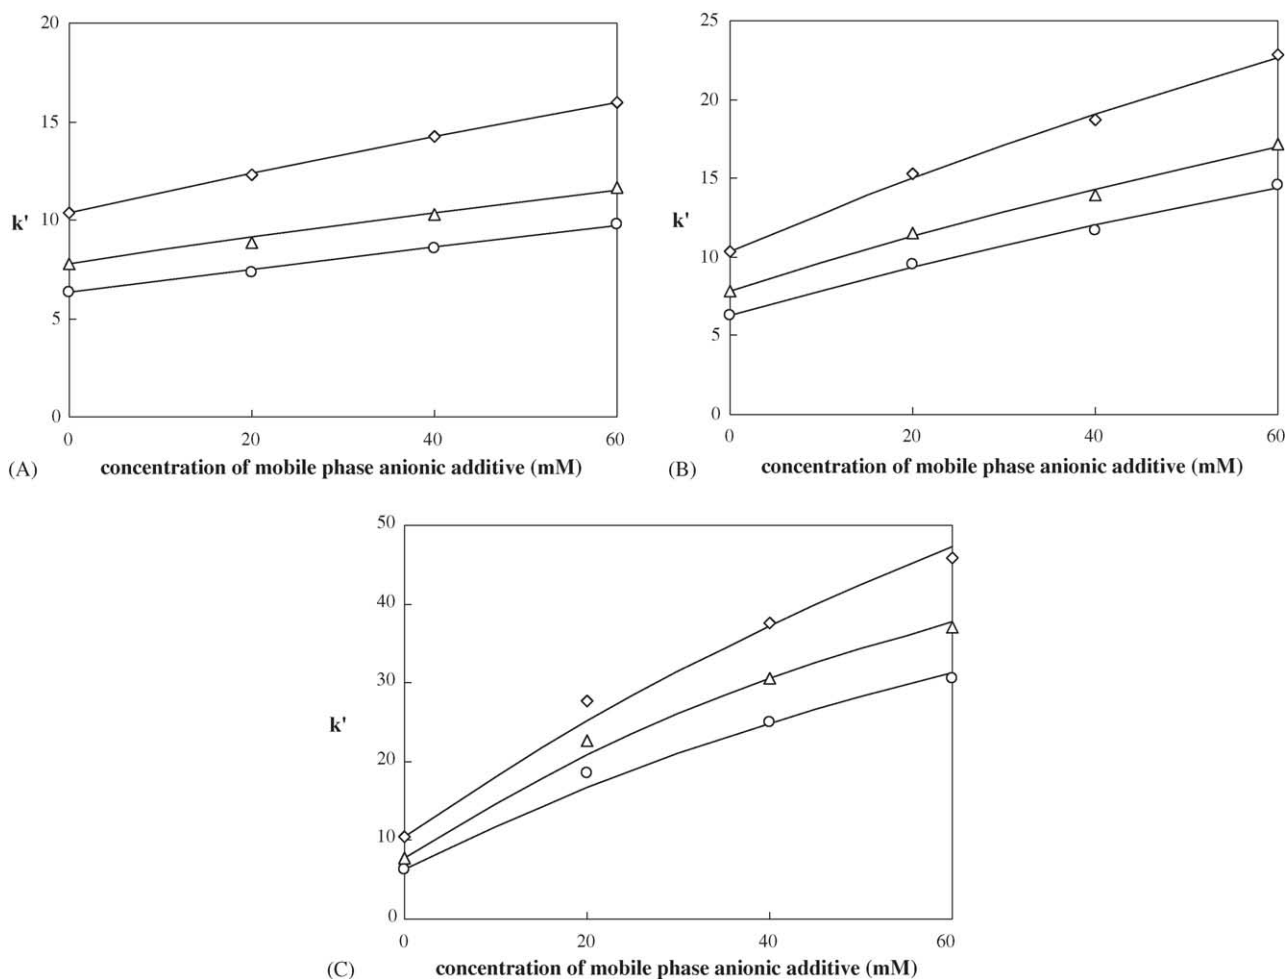 20
15
10
5
0
k'
0 20 40 60
(A) concentration of mobile phase anionic additive (mM)
25
20
15
10
5
0
k'
0 20 40 60
(B) concentration of mobile phase anionic additive (mM)
50
40
30
20
10
0
k'
0 20 40 60
(C) concentration of mobile phase anionic additive (mM)